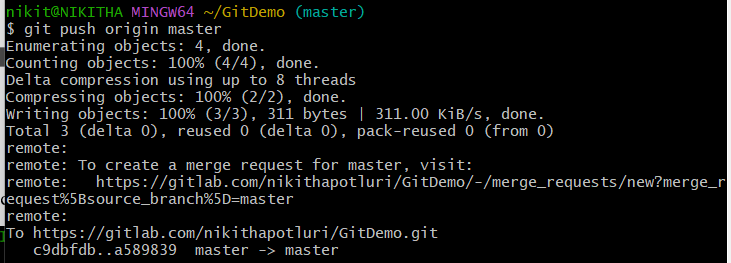 nikit@NIKITHA MINGW64 ~/GitDemo (master)
$ git push origin master
Enumerating objects: 4, done.
Counting objects: 100% (4/4), done.
Delta compression using up to 8 threads
Compressing objects: 100% (2/2), done.
Writing objects: 100% (3/3), 311 bytes | 311.00 KiB/s, done.
Total 3 (delta 0), reused 0 (delta 0), pack-reused 0 (from 0)
remote:
remote: To create a merge request for master, visit:
remote:   https://gitlab.com/nikithapotluri/GitDemo/-/merge_requests/new?merge_r
equest%5Bsource_branch%5D=master
remote:
To https://gitlab.com/nikithapotluri/GitDemo.git
   c9dbfdb..a589839  master -> master